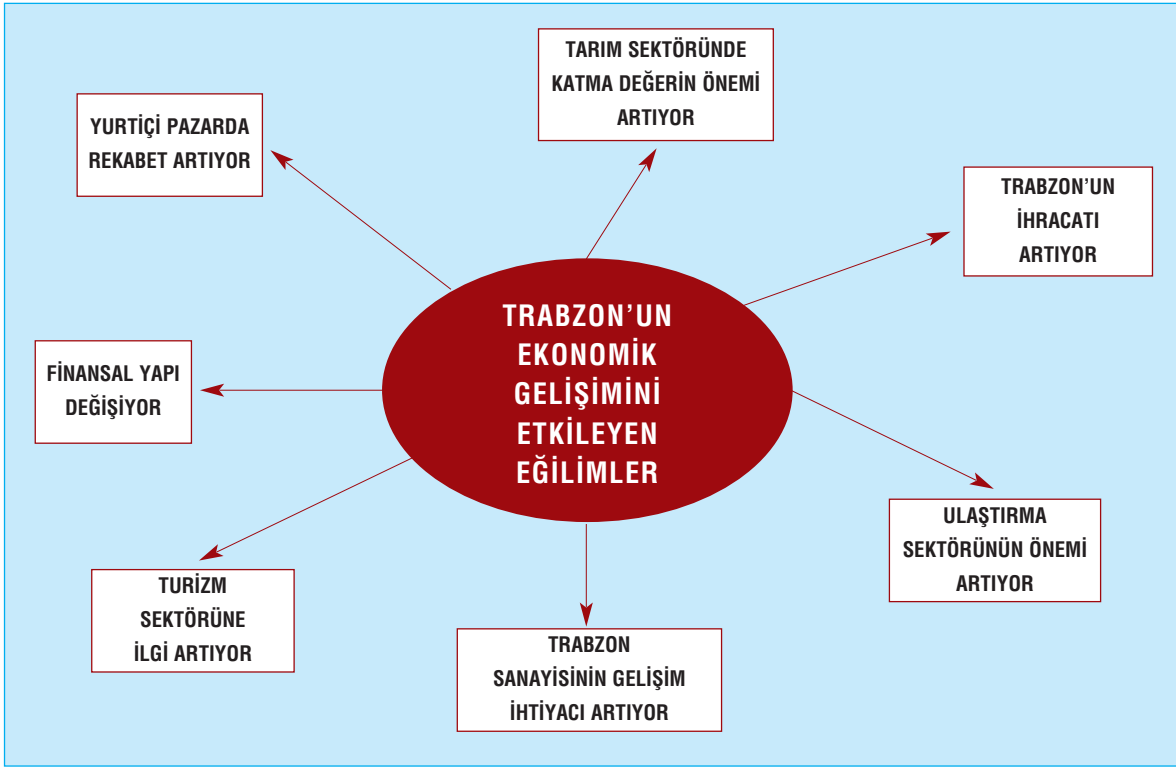 TARIM SEKTÖRÜNDE
KATMA DEĞERİN ÖNEMİ
ARTIYOR
YURTİÇİ PAZARDA
REKABET ARTIYOR
TRABZON’UN
İHRACATI
ARTIYOR
TRABZON’UN
EKONOMİK
GELİŞİMİNİ
ETKİLEYEN
EĞİLİMLER
FİNANSAL YAPI
DEĞİŞİYOR
ULAŞTIRMA
SEKTÖRÜNÜN ÖNEMİ
ARTIYOR
TURİZM
SEKTÖRÜNE
İLGİ ARTIYOR
TRABZON
SANAYİSİNİN GELİŞİM
İHTİYACI ARTIYOR